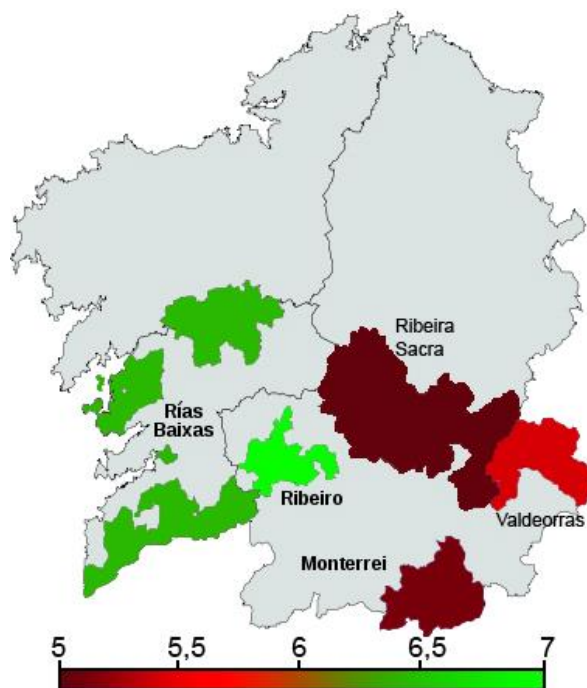 Ribeira
Sacra
Rías
Baixas
Ribeiro
Valdeorras
Monterrei
5 5,5 6 6,5 7